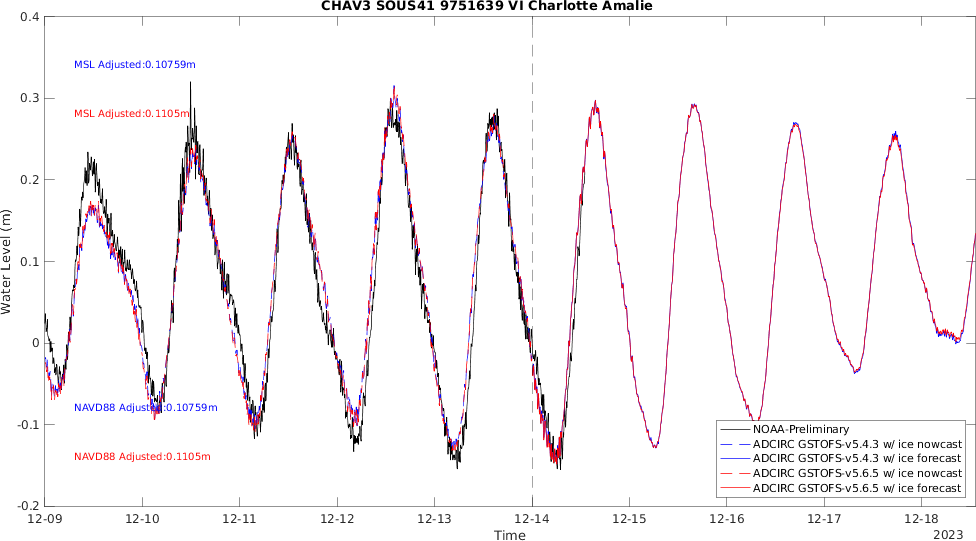 CHAV3 SOUS41 9751639 VI Charlotte Amalie
0.4
MSL Adjusted:0.10759m
0.3
MSL Adjusted:0.1105m
0.2
Water Level (m)
0.1
0
NAVD88 Adjusted:0.10759m
-0.1
NAVD88 Adjusted:0.1105m
-0.2
NOAA-Preliminary
ADCIRC GSTOFS-v5.4.3 w/ ice nowcast
ADCIRC GSTOFS-v5.4.3 w/ ice forecast
ADCIRC GSTOFS-v5.6.5 w/ ice nowcast
ADCIRC GSTOFS-v5.6.5 w/ ice forecast
12-09 12-10 12-11 12-12 12-13 12-14 12-15 12-16 12-17 12-18
Time
2023